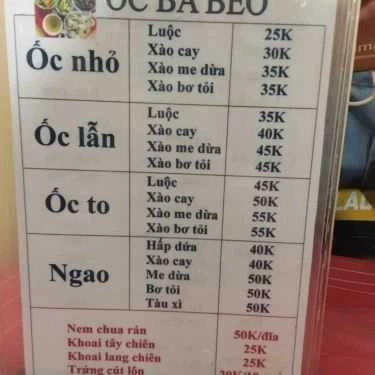 ỐC BÀ BÉO
Ốc nhỏ
Luộc 25K
Xào cay 30K
Xào me dừa 35K
Xào bơ tỏi 35K
Ốc lẫn
Luộc 35K
Xào cay 40K
Xào me dừa 45K
Xào bơ tỏi 45K
Ốc to
Luộc 45K
Xào cay 50K
Xào me dừa 55K
Xào bơ tỏi 55K
Ngao
Hấp dứa 40K
Xào cay 40K
Me dừa 50K
Bơ tỏi 50K
Tàu xì 50K
Nem chua rán 50K/đĩa
Khoai tây chiên 25K
Khoai lang chiên 25K
Trứng cút lộn